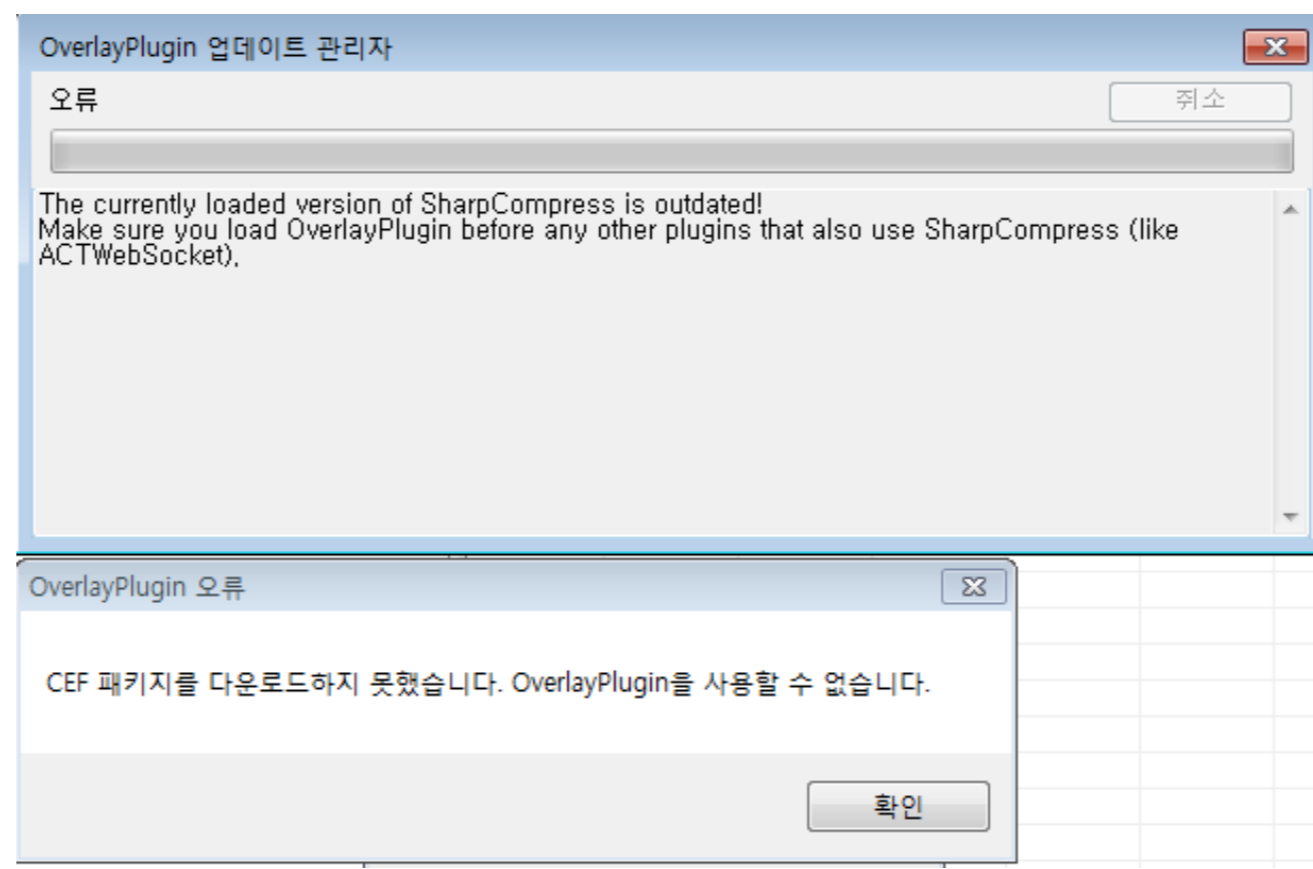 OverlayPlugin 업데이트 관리자
오류
취소
The currently loaded version of SharpCompress is outdated!
Make sure you load OverlayPlugin before any other plugins that also use SharpCompress (like
ACTWebSocket),
OverlayPlugin 오류
CEF 패키지를 다운로드하지 못했습니다. OverlayPlugin을 사용할 수 없습니다.
확인